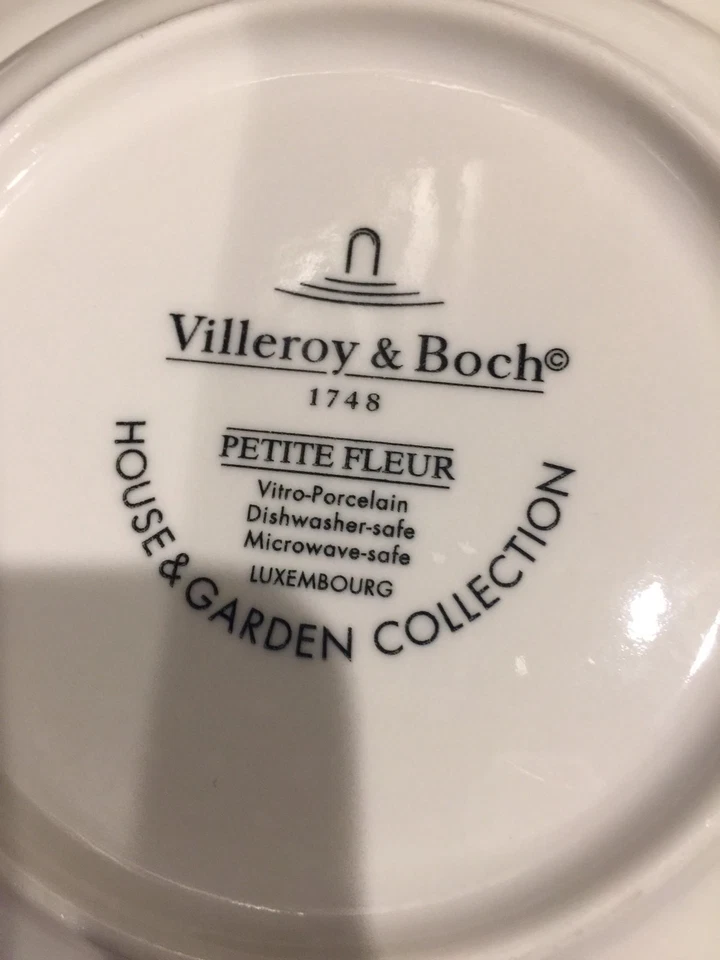 Villeroy & Boch©
1748
PETITE FLEUR
Vitro-Porcelain
Dishwasher-safe
Microwave-safe
LUXEMBOURG
HOUSE & GARDEN COLLECTION